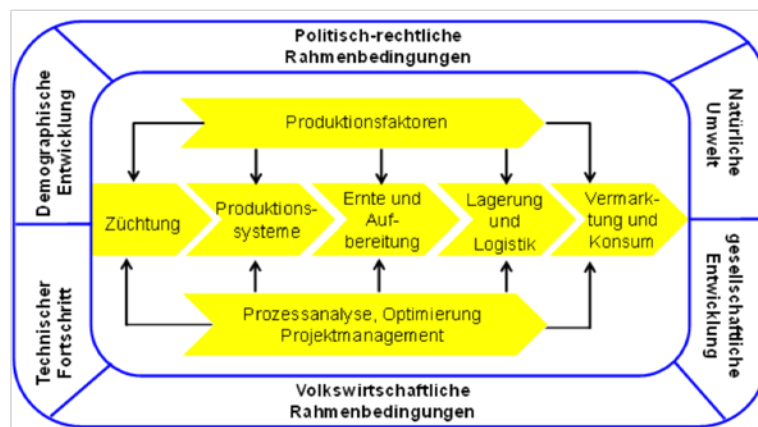 Politisch-rechtliche
Rahmenbedingungen
Demographische
Entwicklung
Natürliche
Umwelt
Produktionsfaktoren
Züchtung
Produktions-
systeme
Ernte und
Auf-
bereitung
Lagerung
und
Logistik
Vermark-
ktung und
Konsum
Prozessanalyse, Optimierung
Projektmanagement
Technischer
Fortschritt
gesellschaftliche
Entwicklung
Volkswirtschaftliche
Rahmenbedingungen